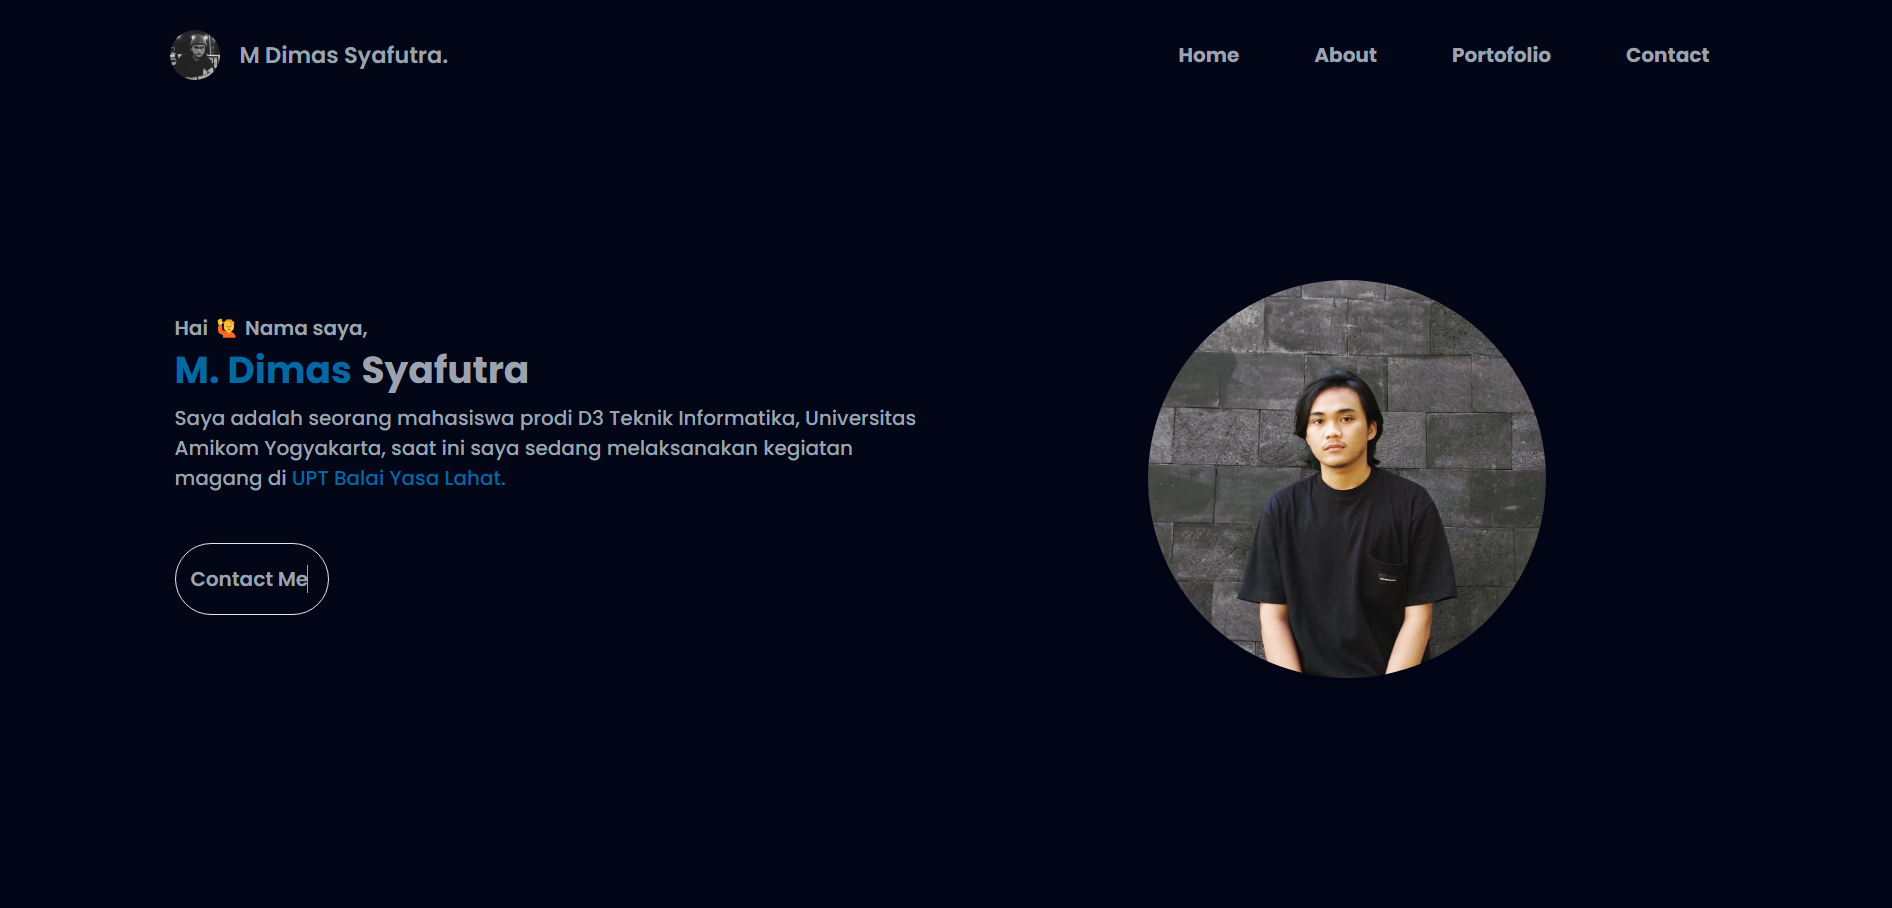 M Dimas Syafutra.
Home
About
Portofolio
Contact
Hai 🙋 Nama saya,
M. Dimas Syafutra
Saya adalah seorang mahasiswa prodi D3 Teknik Informatika, Universitas
Amikom Yogyakarta, saat ini saya sedang melaksanakan kegiatan
magang di UPT Balai Yasa Lahat.
Contact Me